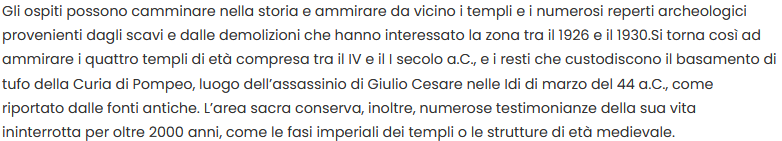 Gli ospiti possono camminare nella storia e ammirare da vicino i templi e i numerosi reperti archeologici
provenienti dagli scavi e dalle demolizioni che hanno interessato la zona tra il 1926 e il 1930.Si torna così ad
ammirare i quattro templi di età compresa tra il IV e il I secolo a.C., e i resti che custodiscono il basamento di
tufo della Curia di Pompeo, luogo dell’assassinio di Giulio Cesare nelle Idi di marzo del 44 a.C., come
riportato dalle fonti antiche. L’area sacra conserva, inoltre, numerose testimonianze della sua vita
ininterrotta per oltre 2000 anni, come le fasi imperiali dei templi o le strutture di età medievale.